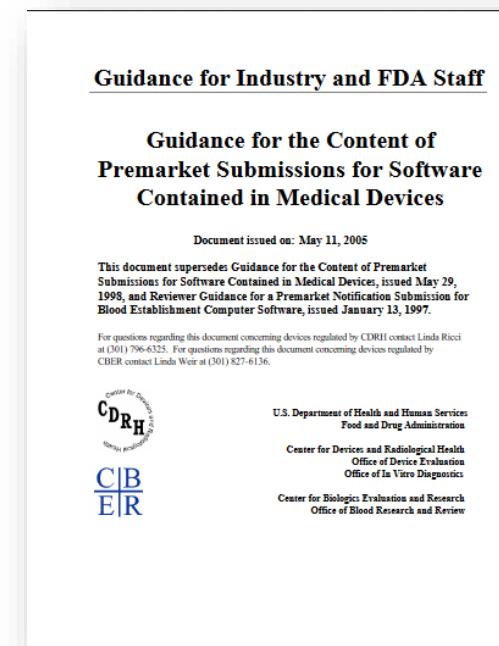 Guidance for Industry and FDA Staff
Guidance for the Content of
Premarket Submissions for Software
Contained in Medical Devices
Document issued on: May 11, 2005
This document supersedes Guidance for the Content of Premarket
Submissions for Software Contained in Medical Devices, issued May 29,
1998, and Reviewer Guidance for a Premarket Notification Submission for
Blood Establishment Computer Software, issued January 13, 1997.
For questions regarding this document concerning devices regulated by CDRH contact Linda Ricci
at (301) 796-6325. For questions regarding this document concerning devices regulated by
CBER contact Linda Weir at (301) 827-6136.
Center for Devices and Radiological Health
CDRH
CBER
U.S. Department of Health and Human Services
Food and Drug Administration
Center for Devices and Radiological Health
Office of Device Evaluation
Office of In Vitro Diagnostics
Center for Biologics Evaluation and Research
Office of Blood Research and Review